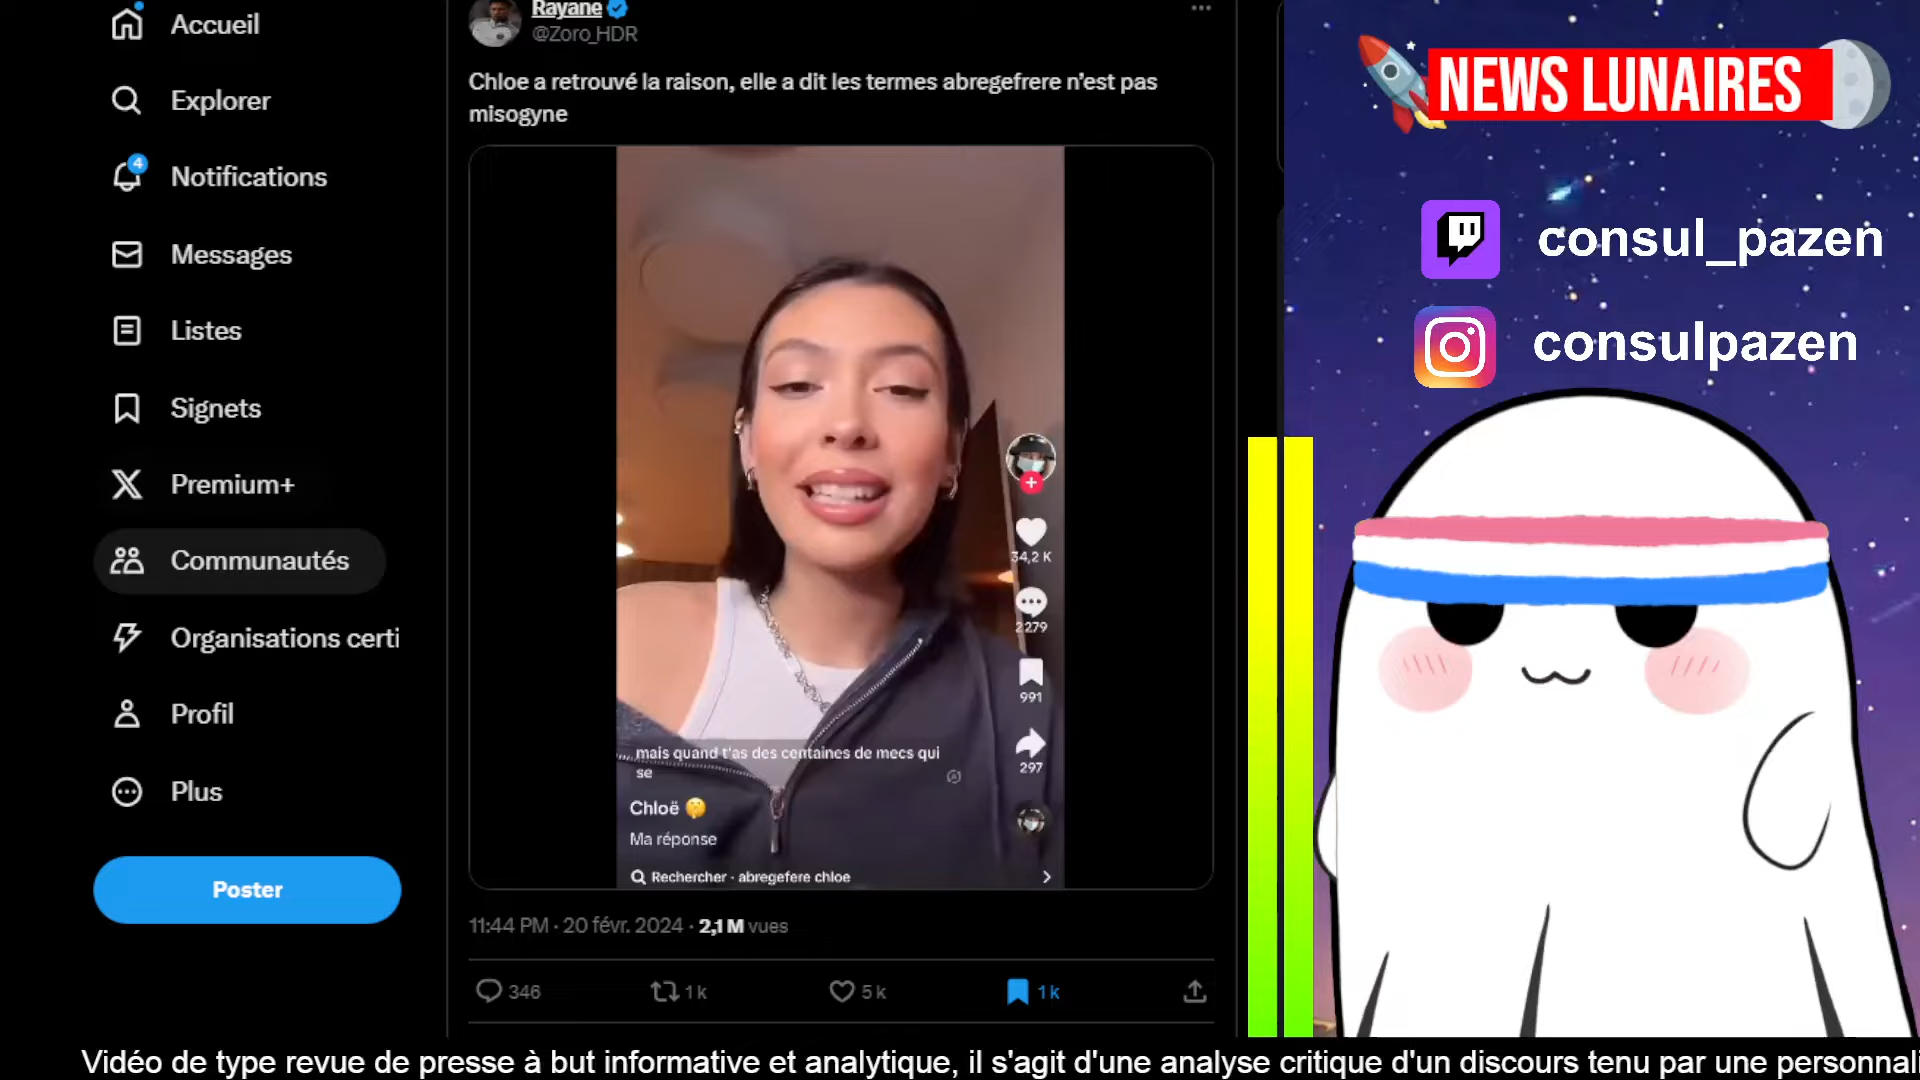 Accueil
Explorer
4
Notifications
Messages
Listes
Signets
Premium+
Communautés
Organisations certi
Profil
Plus
Poster
Rayane
@Zoro_HDR
Chloe a retrouvé la raison, elle a dit les termes abregefrere n’est pas
misogyne
34,2 K
2279
991
297
mais quand t'as des centaines de mecs qui
se
Chloë 🤫
Ma réponse
Rechercher · abregefere chloe
11:44 PM · 20 févr. 2024 · 2,1 M vues
346
1 k
5 k
1 k
NEWS LUNAIRES
consul_pazen
consulpazen
Vidéo de type revue de presse à but informative et analytique, il s'agit d'une analyse critique d'un discours tenu par une personnali